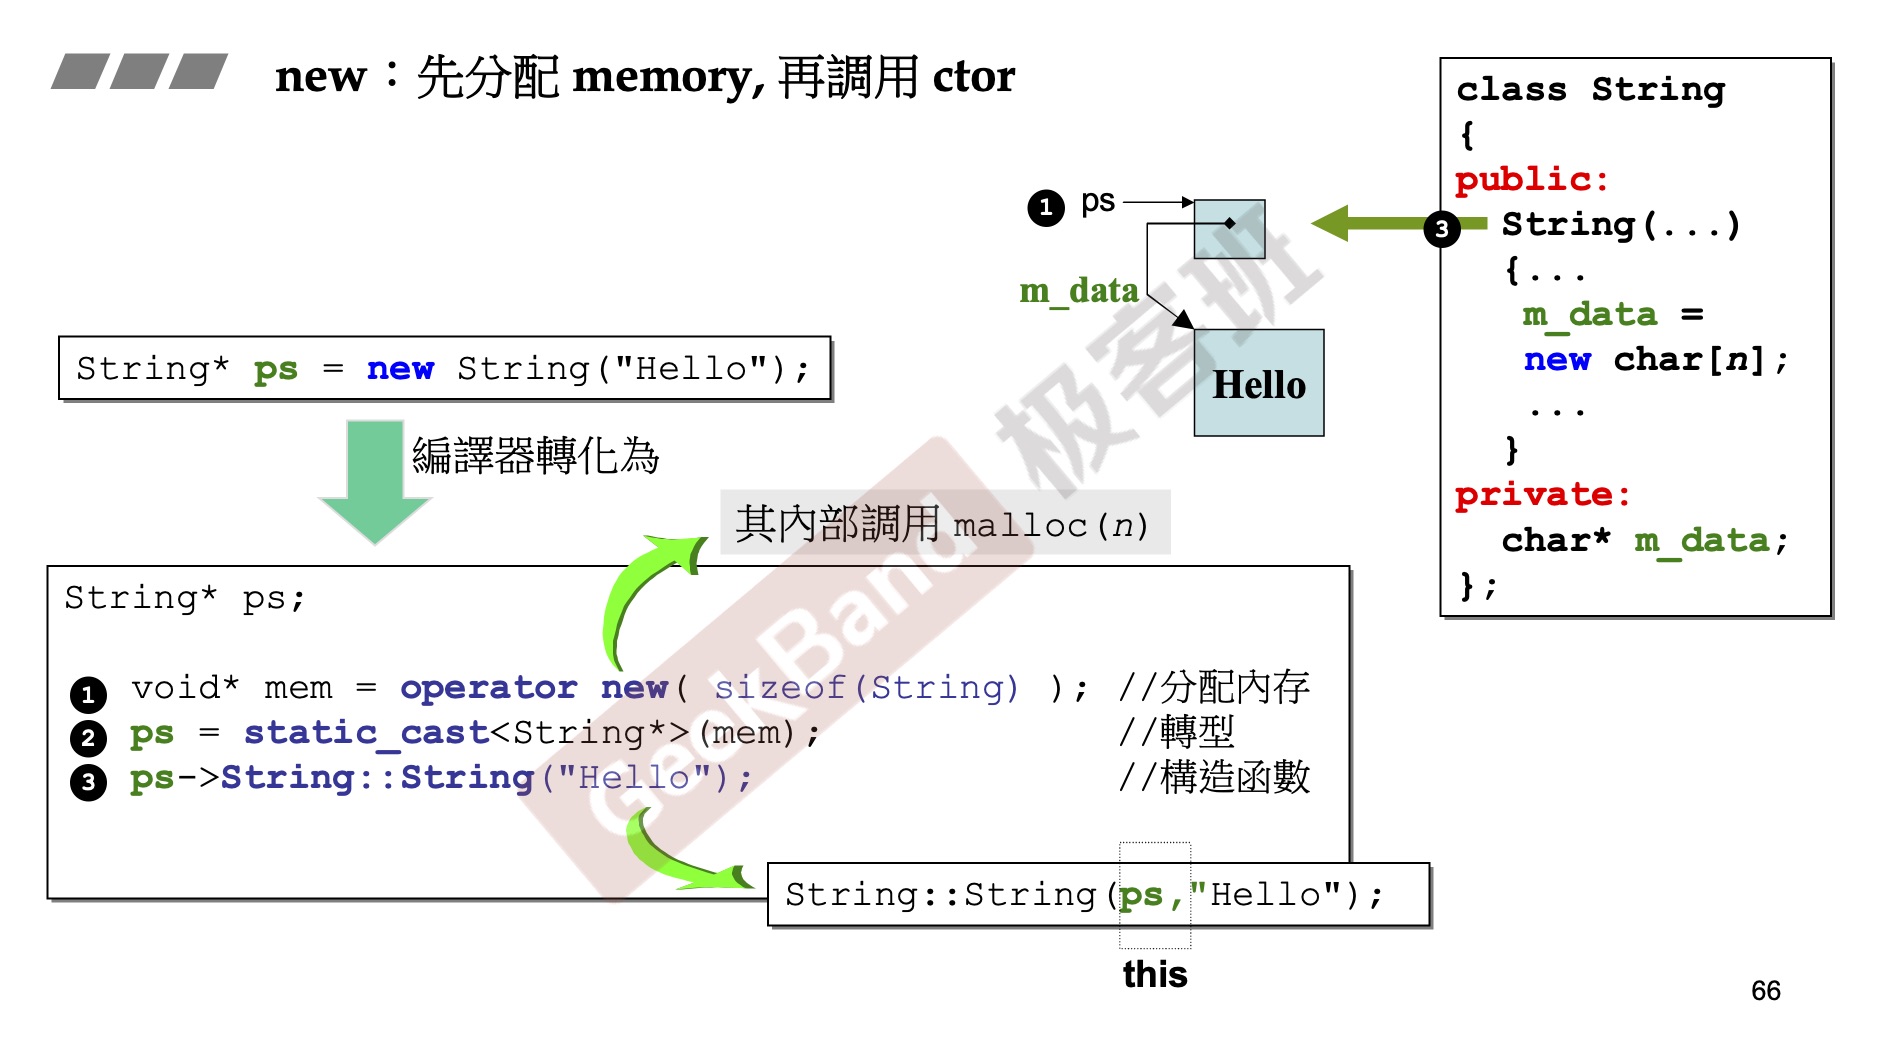 new：先分配 memory, 再調用 ctor
class String
{
public:
String(...)
{...
m_data =
new char[n];
...
}
private:
char* m_data;
};
1 ps
3
m_data
Hello
String* ps = new String("Hello");
編譯器轉化為
其內部調用 malloc(n)
String* ps;
1 void* mem = operator new( sizeof(String) ); //分配內存
2 ps = static_cast<String*>(mem); //轉型
3 ps->String::String("Hello"); //構造函數
String::String(ps,"Hello");
this
GeekBand 极客班
66